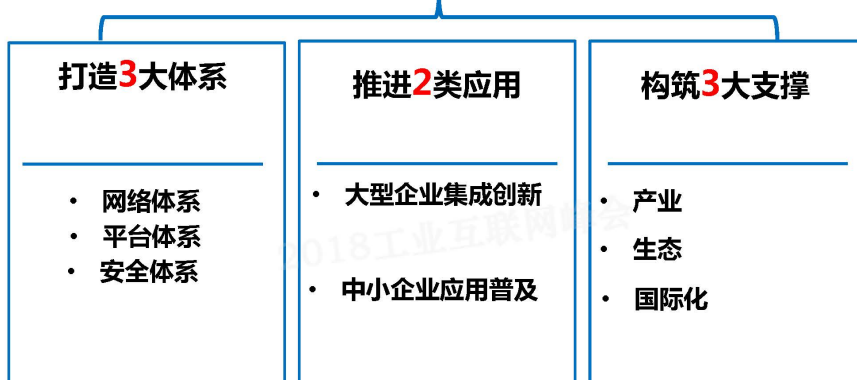 打造3大体系
网络体系
平台体系
安全体系
推进2类应用
大型企业集成创新
中小企业应用普及
构筑3大支撑
产业
生态
国际化
2018工业互联网峰会